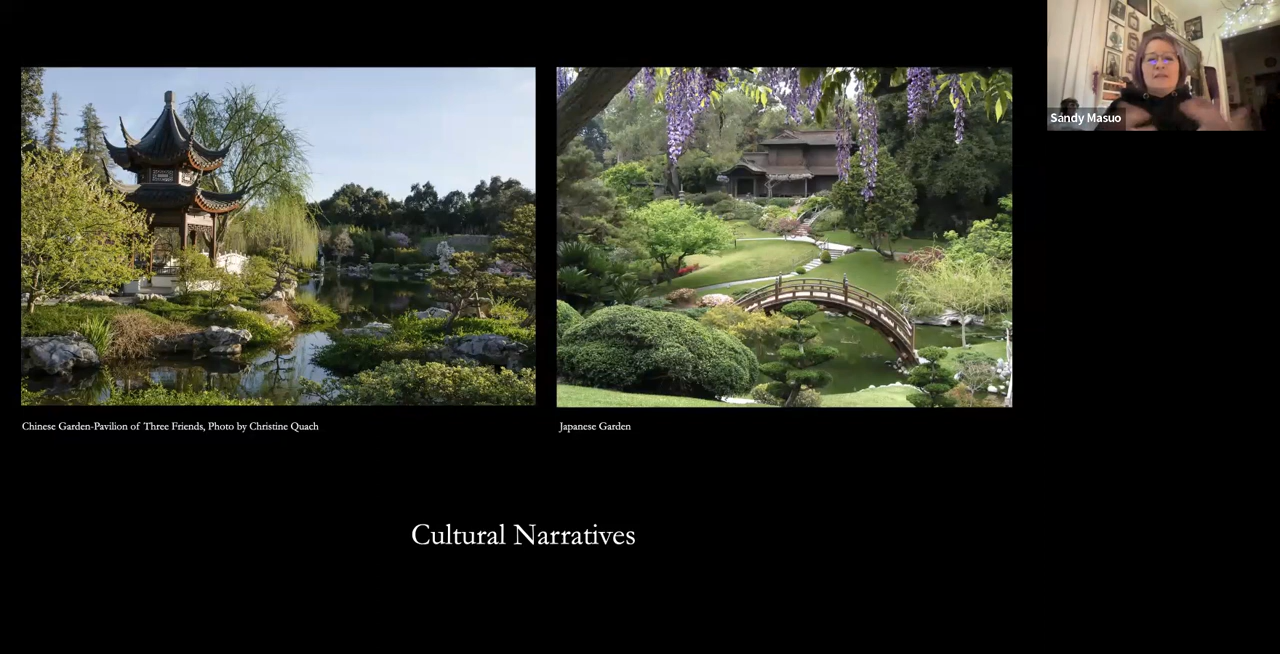 Sandy Masuo
Chinese Garden-Pavilion of Three Friends, Photo by Christine Quach
Japanese Garden
Cultural Narratives